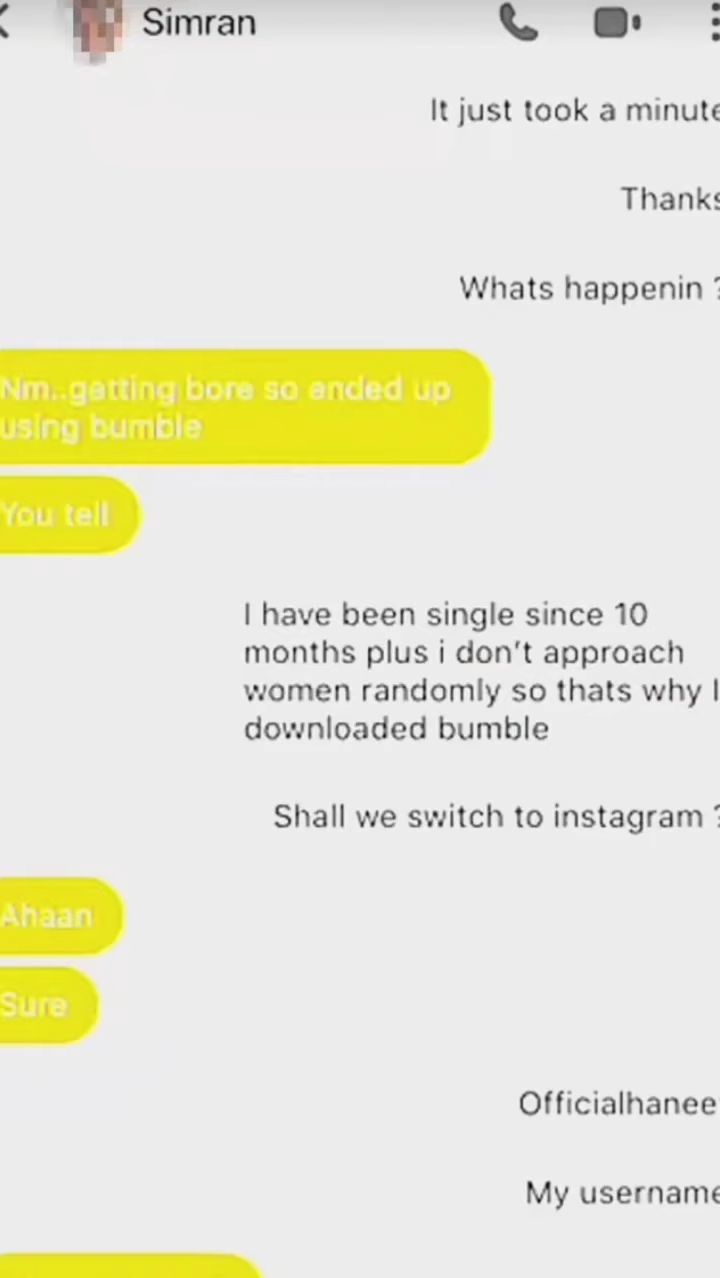 Simran
It just took a minute
Thanks
Whats happenin ?
Nm..getting bore so ended up
using bumble
You tell
I have been single since 10
months plus i don't approach
women randomly so thats why I
downloaded bumble
Shall we switch to instagram ?
Ahaan
Sure
Officialhanee
My username